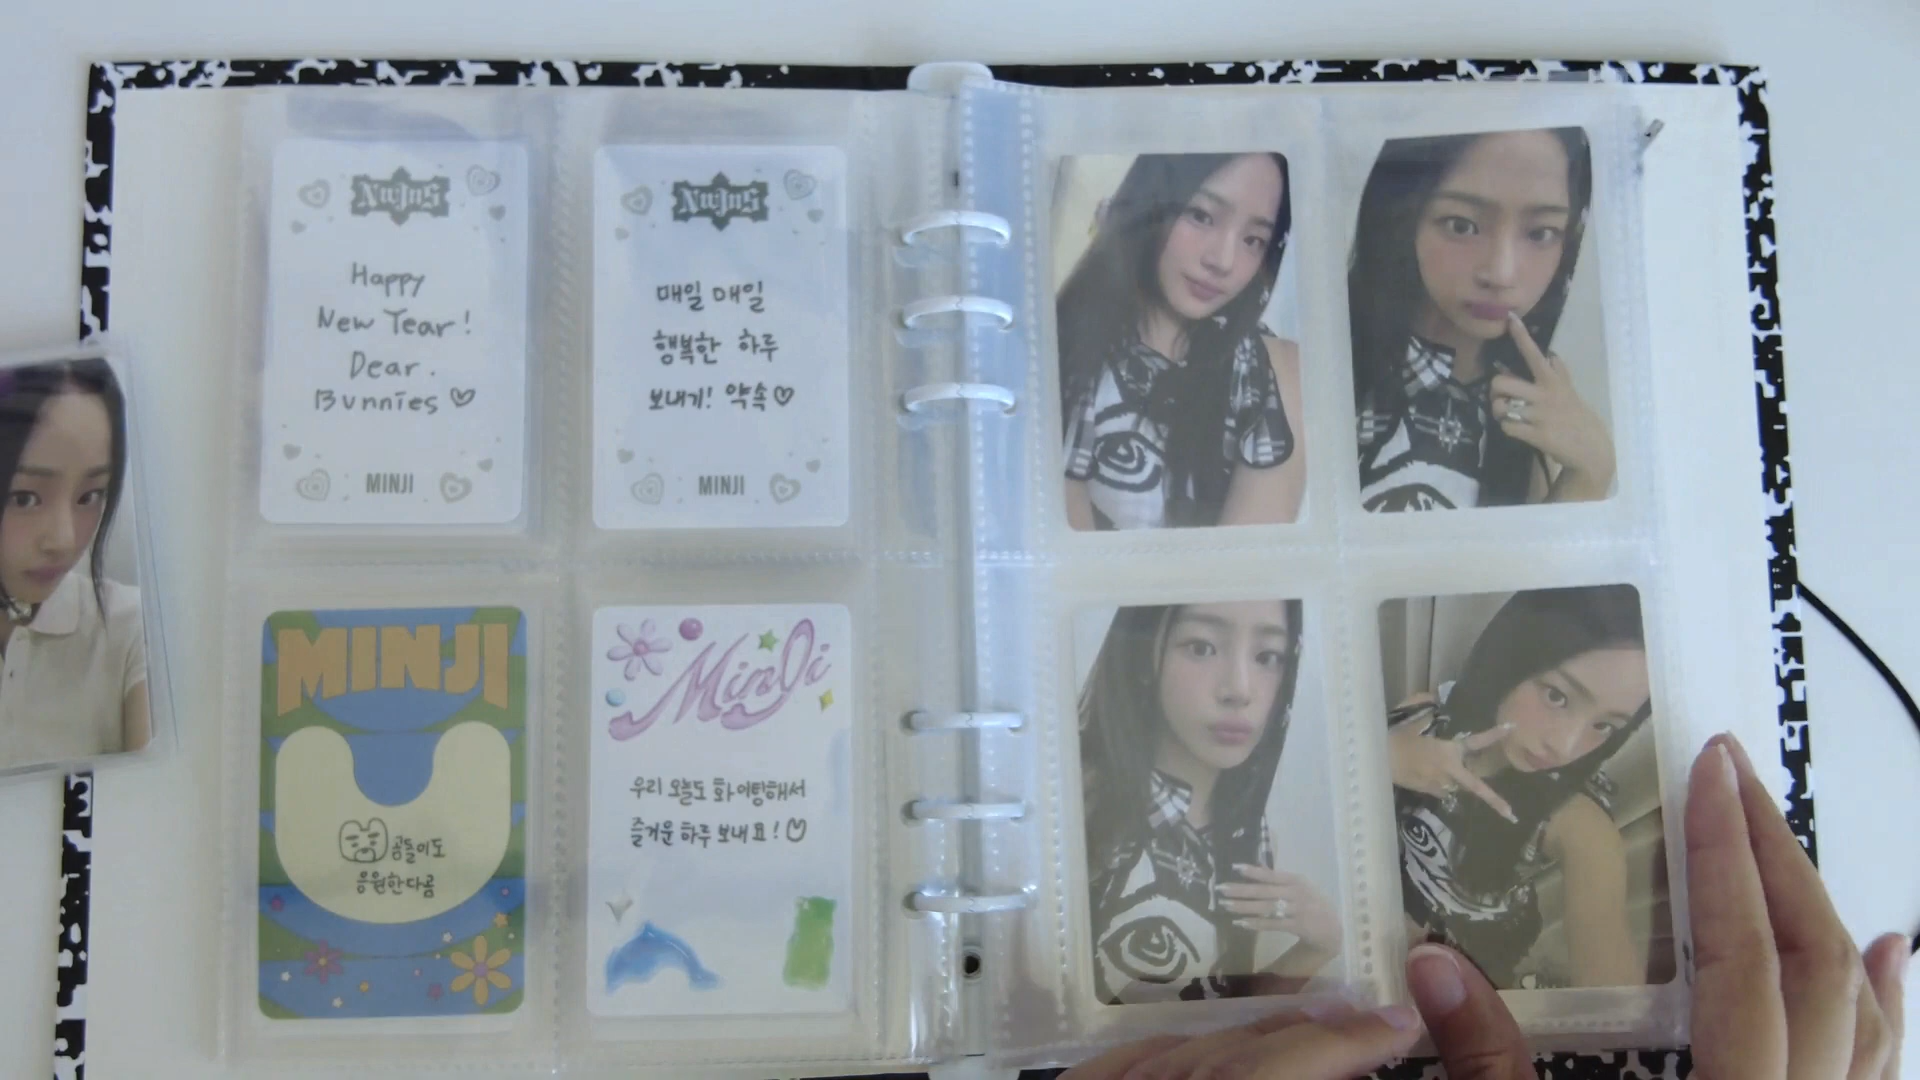 NwJnS
Happy
New Year!
Dear.
Bunnies♡
MINJI
NwJnS
매일 매일
행복한 하루
보내기! 약속♡
MINJI
MINJI
곰돌이도
응원한다곰
MinJi
우리 오늘도 화이팅해서
즐거운 하루 보내요!